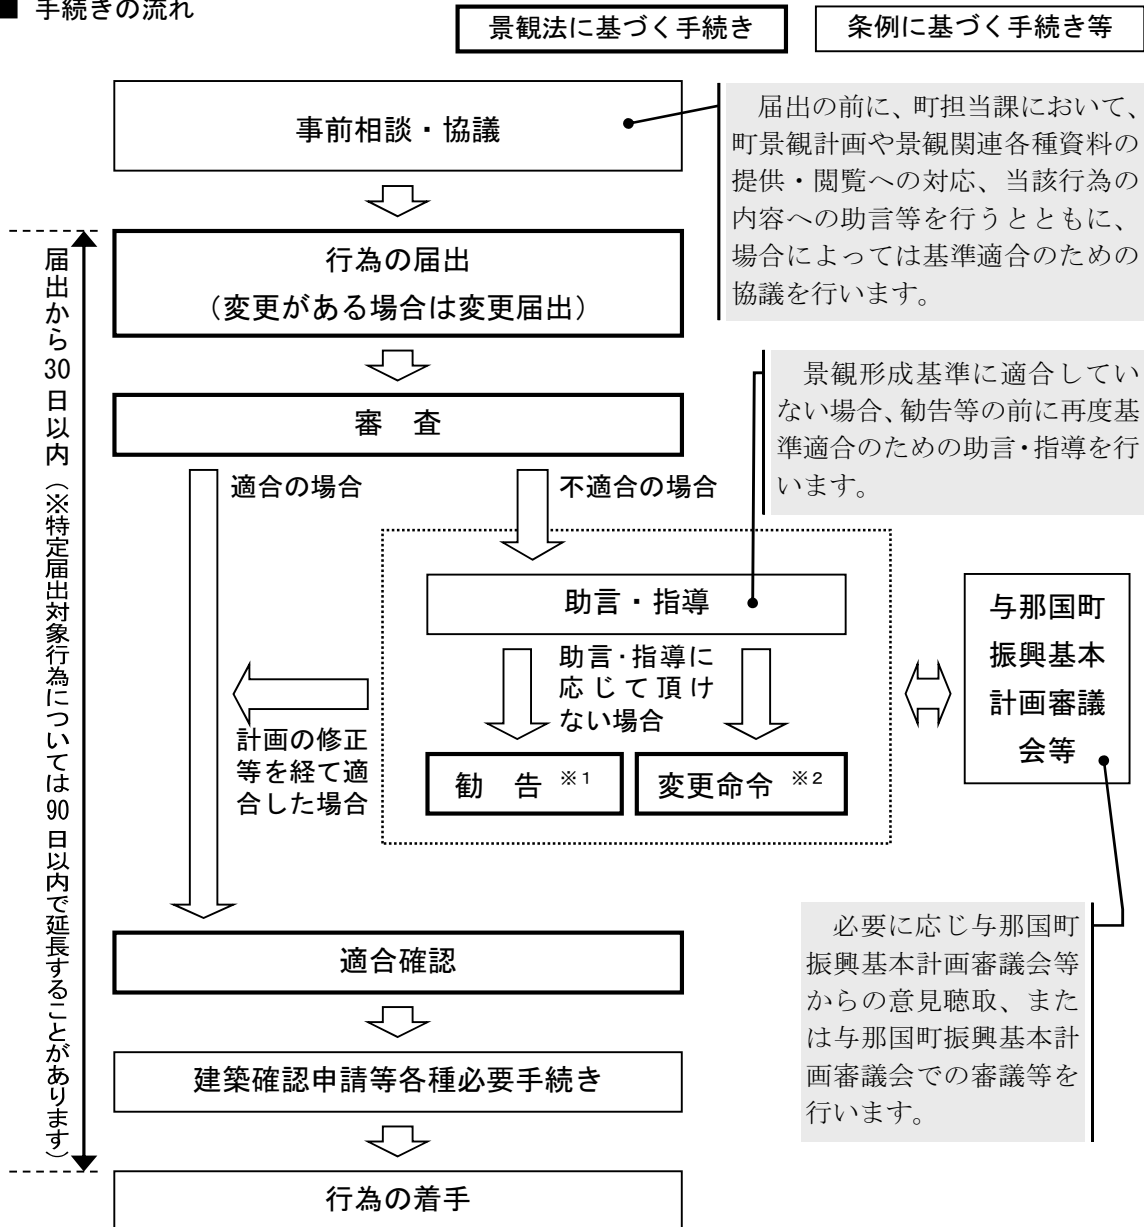 ■ 手続きの流れ
景観法に基づく手続き
条例に基づく手続き等
事前相談・協議
届出の前に、町担当課において、
町景観計画や景観関連各種資料の
提供・閲覧への対応、当該行為の
内容への助言等を行うとともに、
場合によっては基準適合のための
協議を行います。
届出から30日以内（※特定届出対象行為については90日以内で延長することがあります）
行為の届出
（変更がある場合は変更届出）
審　査
景観形成基準に適合してい
ない場合、勧告等の前に再度基
準適合のための助言・指導を行
います。
適合の場合
不適合の場合
助言・指導
助言・指導に
応じて頂け
ない場合
計画の修正
等を経て適
合した場合
勧　告 ※1
変更命令 ※2
与那国町
振興基本
計画審議
会等
必要に応じ与那国町
振興基本計画審議会等
からの意見聴取、また
は与那国町振興基本計
画審議会での審議等を
行います。
適合確認
建築確認申請等各種必要手続き
行為の着手